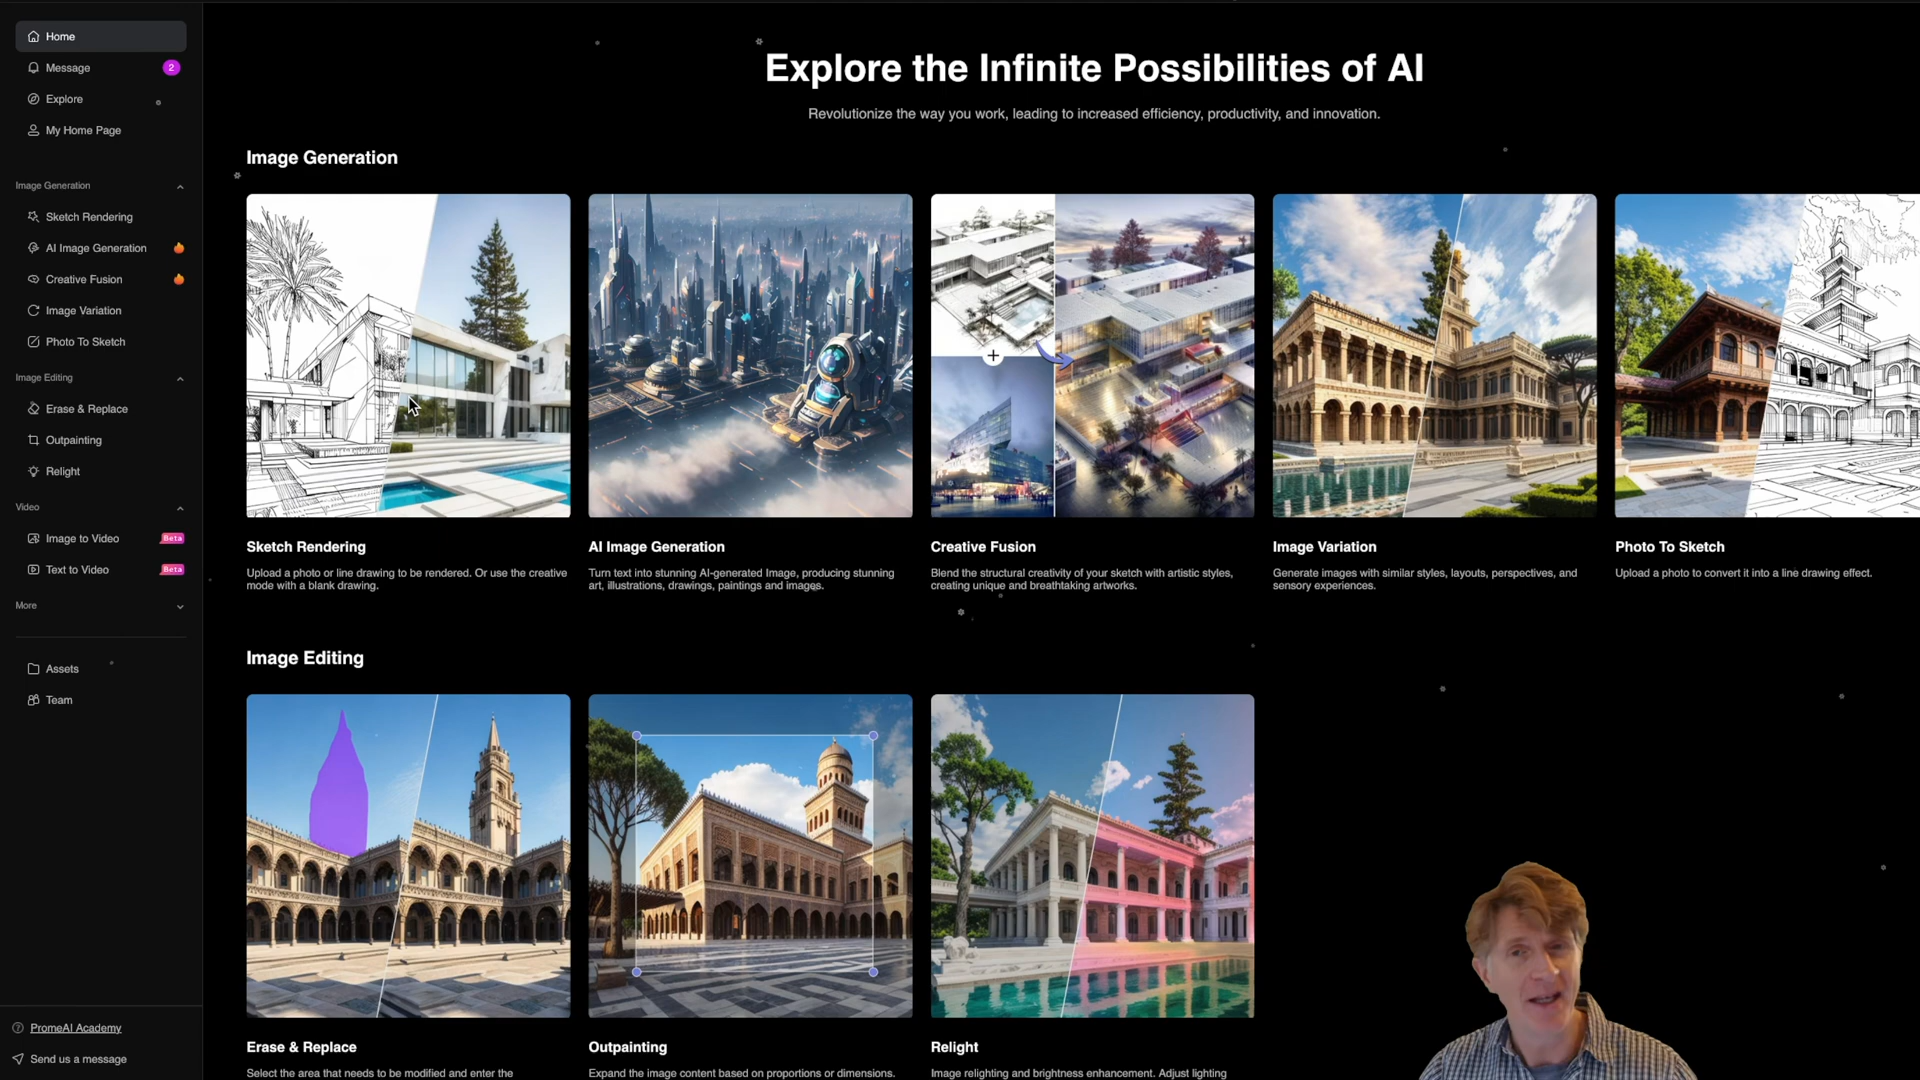 Home
Message 2
Explore
My Home Page
Image Generation
Sketch Rendering
AI Image Generation
Creative Fusion
Image Variation
Photo To Sketch
Image Editing
Erase & Replace
Outpainting
Relight
Video
Image to Video Beta
Text to Video Beta
More
Assets
Team
PromeAI Academy
Send us a message
Explore the Infinite Possibilities of AI
Revolutionize the way you work, leading to increased efficiency, productivity, and innovation.
Image Generation
Sketch Rendering
Upload a photo or line drawing to be rendered. Or use the creative
mode with a blank drawing.
AI Image Generation
Turn text into stunning AI-generated Image, producing stunning
art, illustrations, drawings, paintings and images.
Creative Fusion
Blend the structural creativity of your sketch with artistic styles,
creating unique and breathtaking artworks.
Image Variation
Generate images with similar styles, layouts, perspectives, and
sensory experiences.
Photo To Sketch
Upload a photo to convert it into a line drawing effect.
Image Editing
Erase & Replace
Select the area that needs to be modified and enter the
Outpainting
Expand the image content based on proportions or dimensions.
Relight
Image relighting and brightness enhancement. Adjust lighting